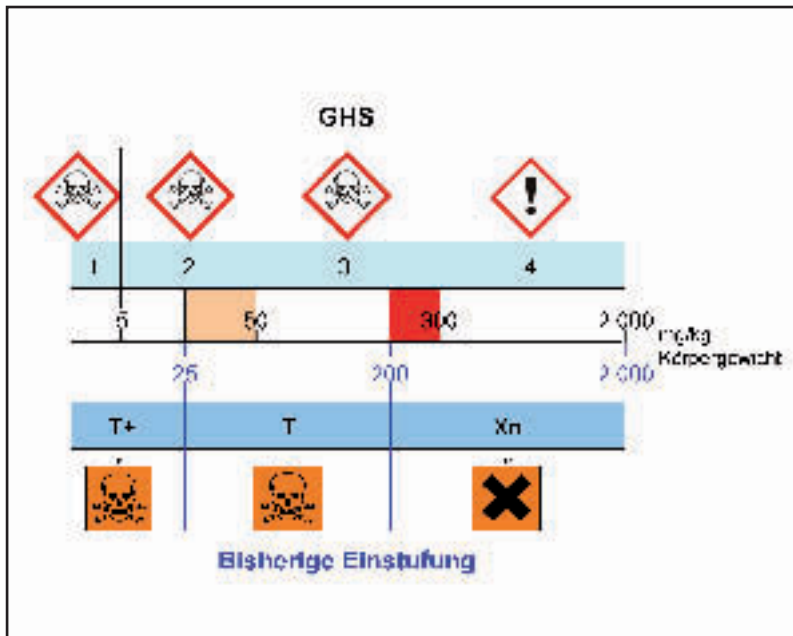 GHS
1 2 3 4
5 50 300 2 000
mg/kg
Körpergewicht
25 200 2 000
T+ T Xn
Bisherige Einstufung